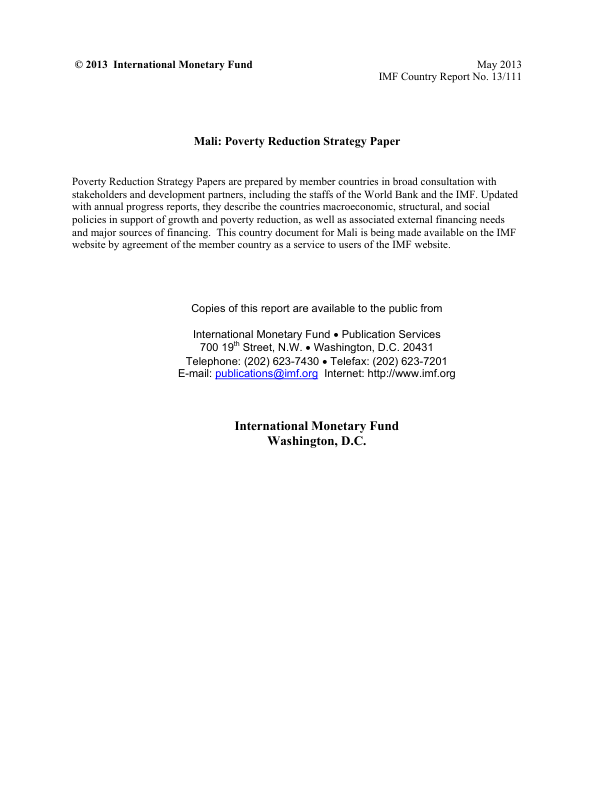 © 2013 International Monetary Fund
May 2013
IMF Country Report No. 13/111
Mali: Poverty Reduction Strategy Paper
Poverty Reduction Strategy Papers are prepared by member countries in broad consultation with
stakeholders and development partners, including the staffs of the World Bank and the IMF. Updated
with annual progress reports, they describe the countries macroeconomic, structural, and social
policies in support of growth and poverty reduction, as well as associated external financing needs
and major sources of financing. This country document for Mali is being made available on the IMF
website by agreement of the member country as a service to users of the IMF website.
Copies of this report are available to the public from
International Monetary Fund • Publication Services
700 19th Street, N.W. • Washington, D.C. 20431
Telephone: (202) 623-7430 • Telefax: (202) 623-7201
E-mail: publications@imf.org Internet: http://www.imf.org
International Monetary Fund
Washington, D.C.